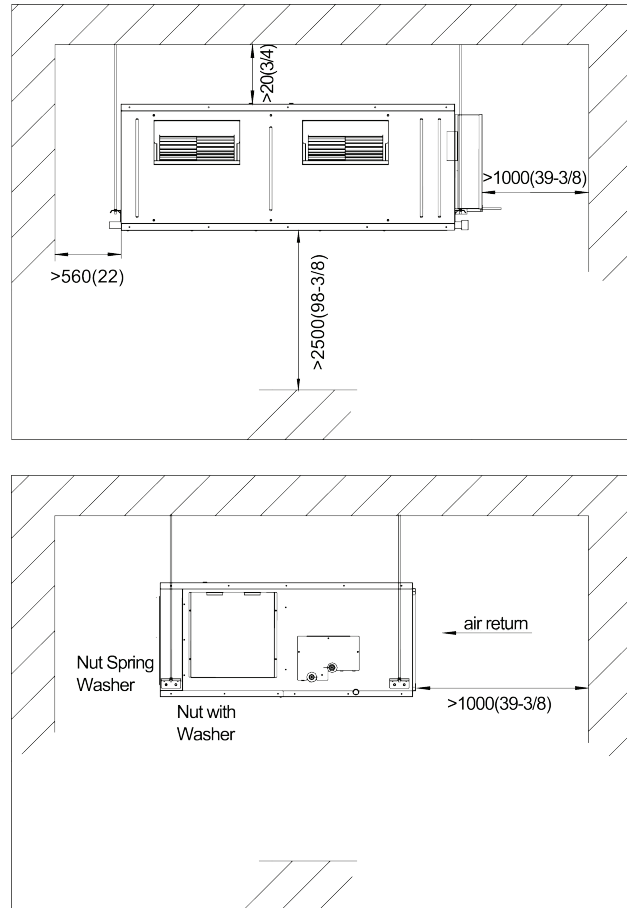 >20(3/4)
>1000(39-3/8)
>560(22)
>2500(98-3/8)
air return
Nut Spring
Washer
>1000(39-3/8)
Nut with
Washer